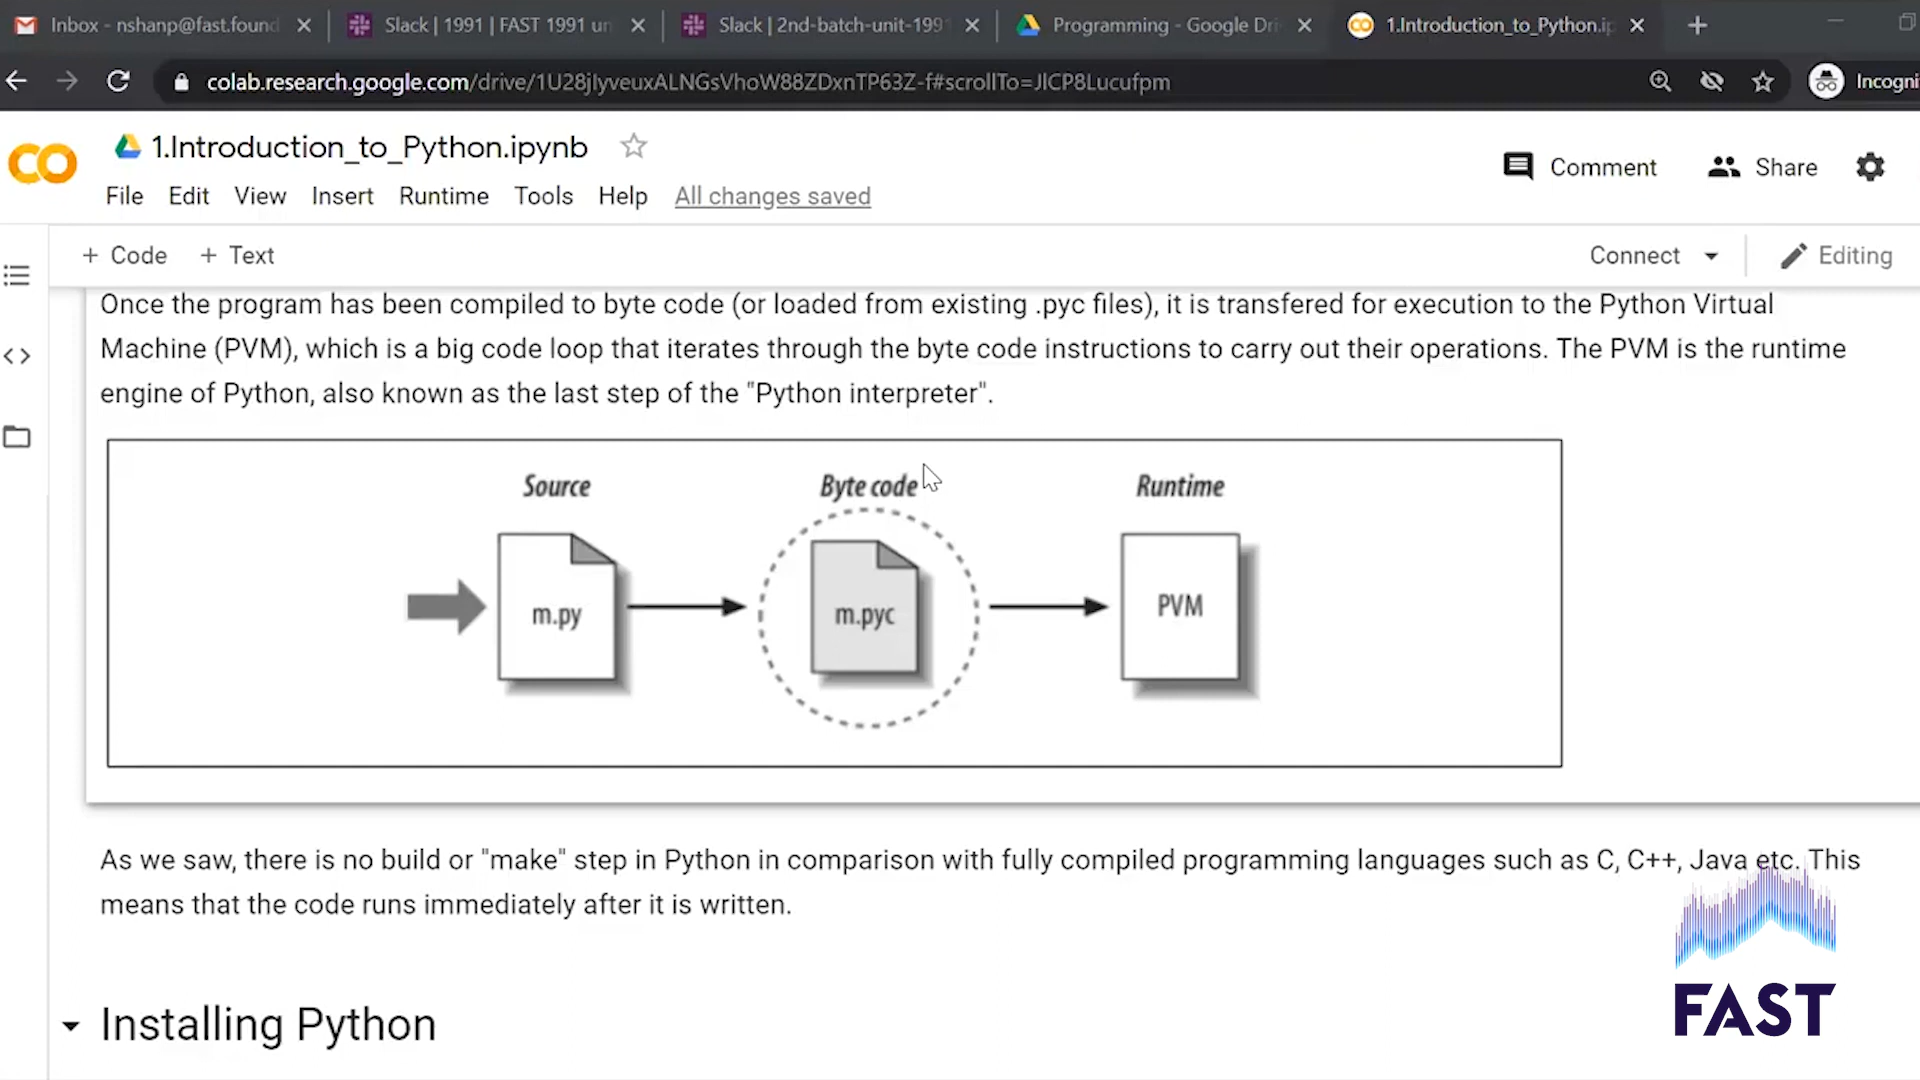 Inbox - nshanp@fast.found
Slack | 1991 | FAST 1991 un
Slack | 2nd-batch-unit-1991
Programming - Google Dri
1.Introduction_to_Python.ip
colab.research.google.com/drive/1U28jIyveuxALNGsVhoW88ZDxnTP63Z-f#scrollTo=JlCP8Lucufpm
Incogni
CO
1.Introduction_to_Python.ipynb
Comment
Share
File Edit View Insert Runtime Tools Help All changes saved
+ Code + Text
Connect
Editing
Once the program has been compiled to byte code (or loaded from existing .pyc files), it is transfered for execution to the Python Virtual
Machine (PVM), which is a big code loop that iterates through the byte code instructions to carry out their operations. The PVM is the runtime
engine of Python, also known as the last step of the "Python interpreter".
Source Byte code Runtime
m.py m.pyc PVM
As we saw, there is no build or "make" step in Python in comparison with fully compiled programming languages such as C, C++, Java etc. This
means that the code runs immediately after it is written.
Installing Python
FAST